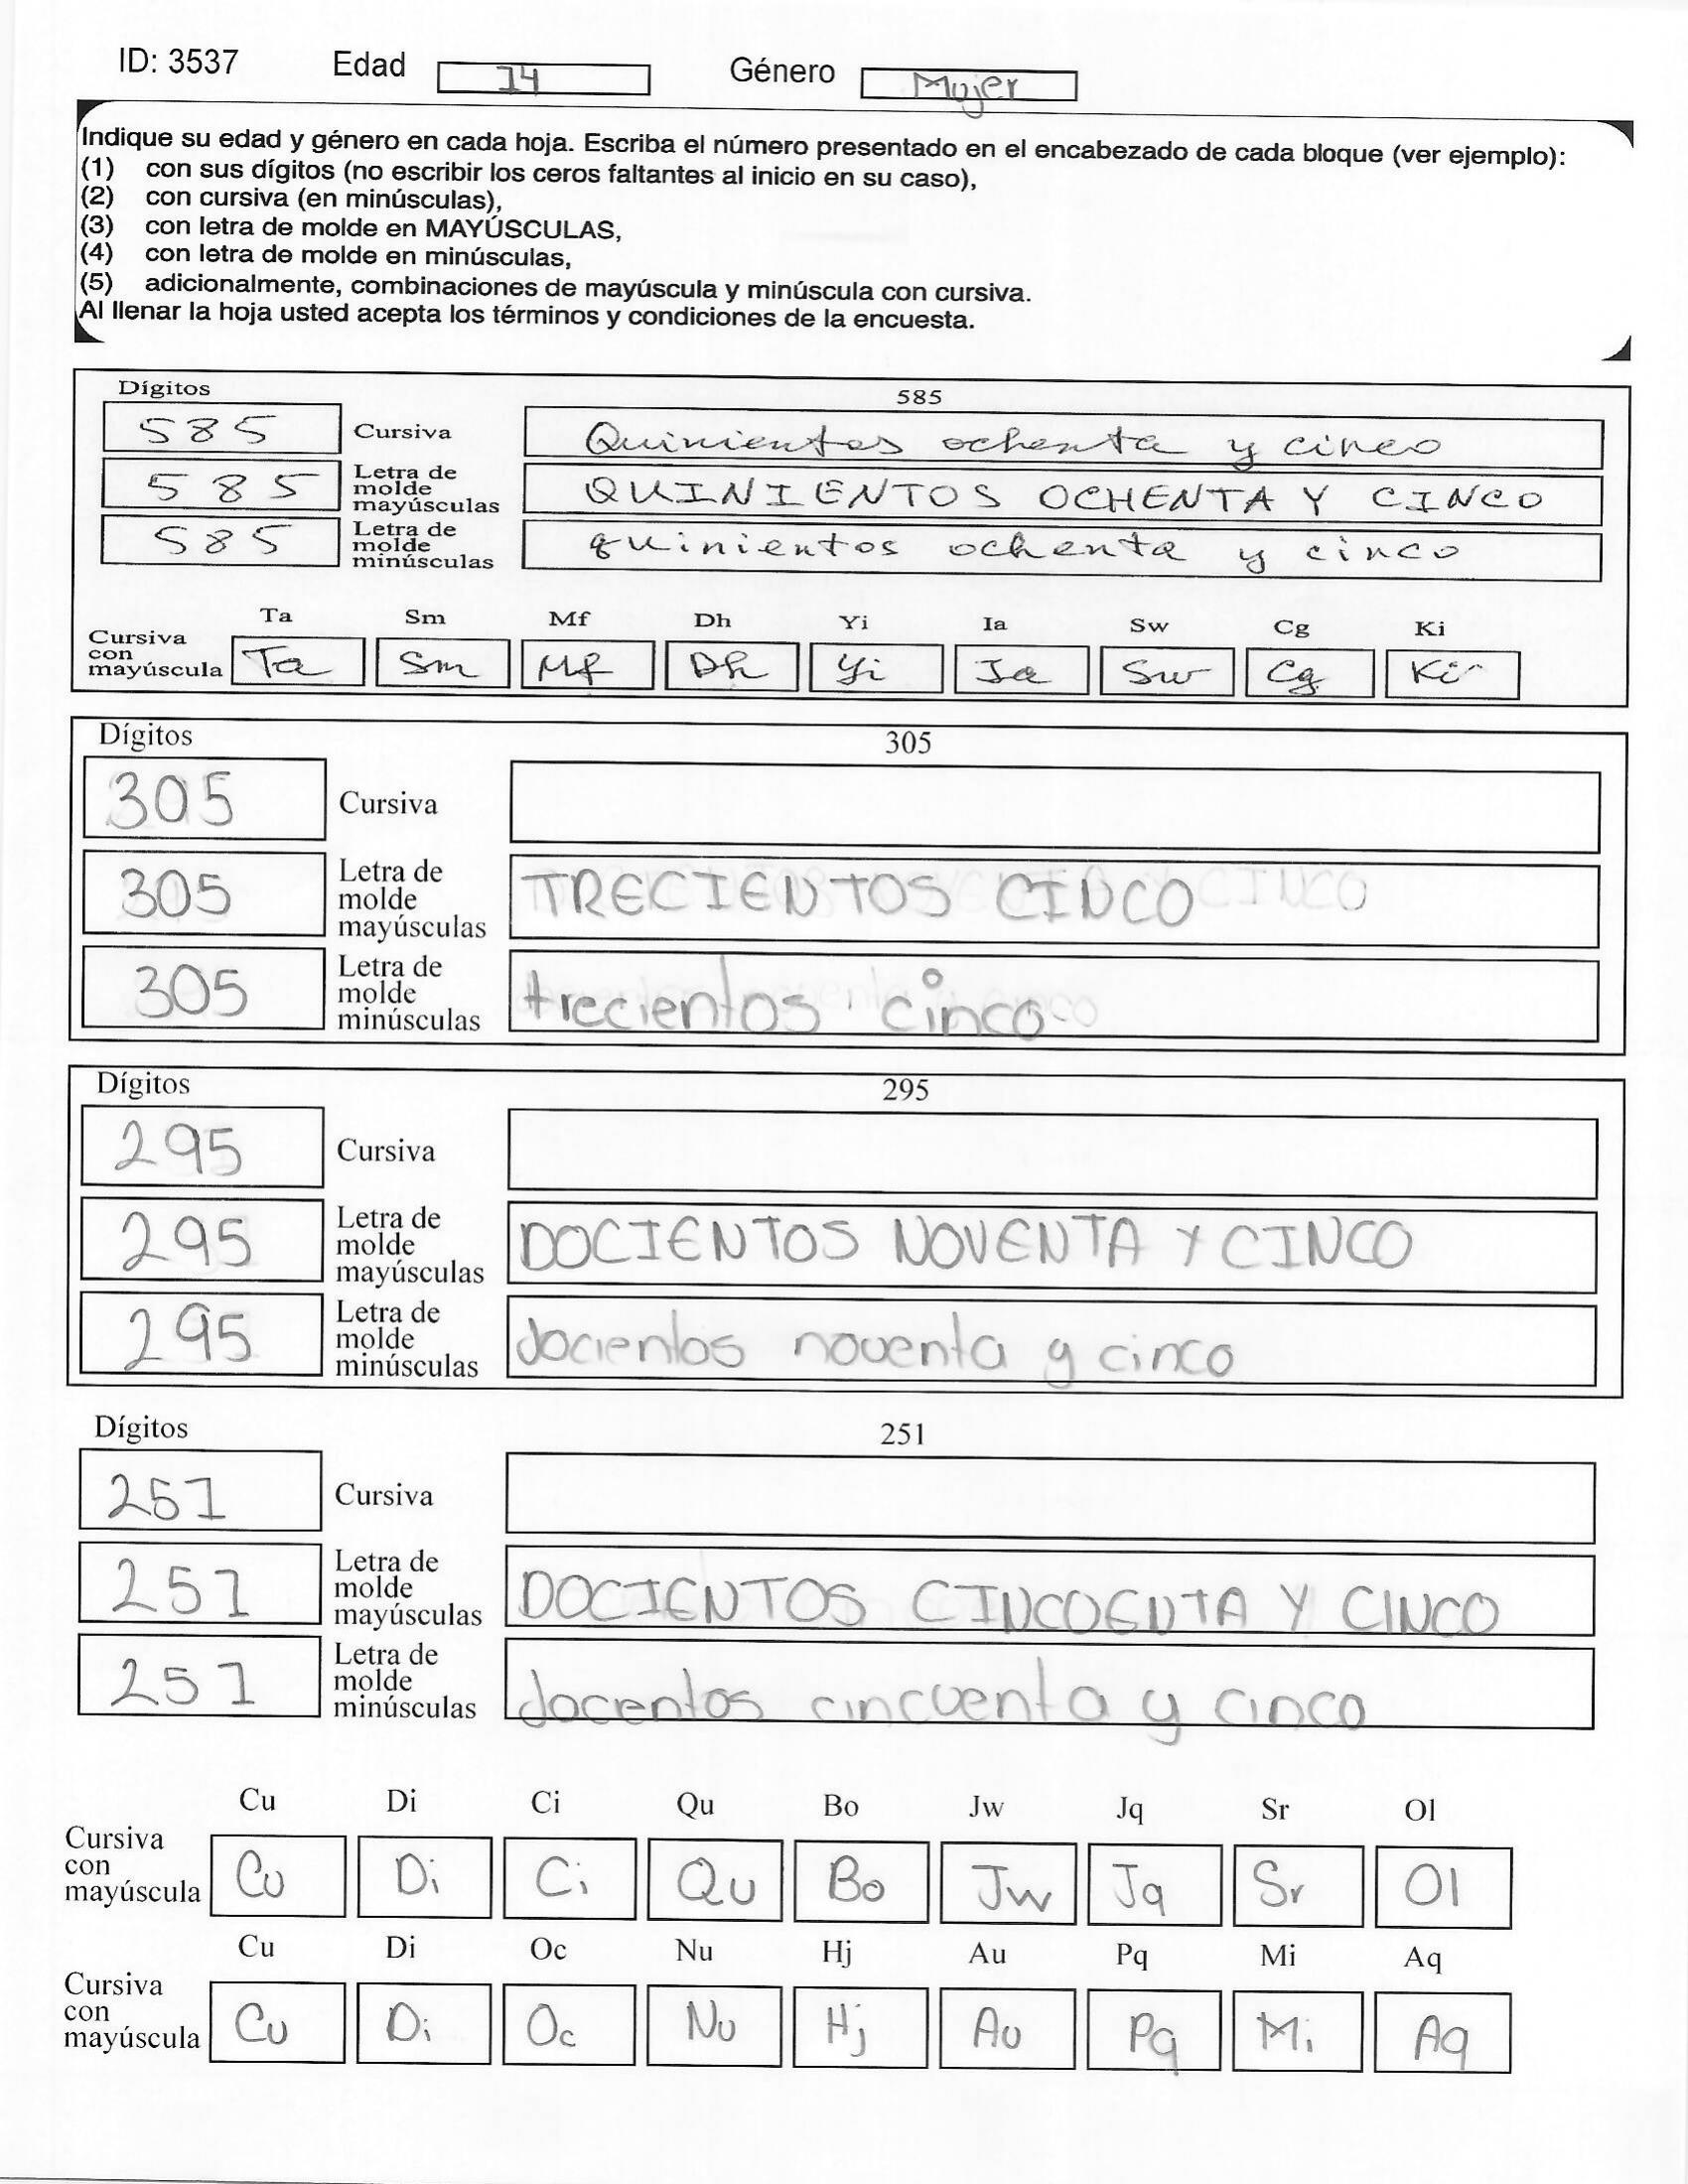 ID: 3537 Edad 14 Género Mujer
Indique su edad y género en cada hoja. Escriba el número presentado en el encabezado de cada bloque (ver ejemplo):
(1) con sus dígitos (no escribir los ceros faltantes al inicio en su caso),
(2) con cursiva (en minúsculas),
(3) con letra de molde en MAYÚSCULAS,
(4) con letra de molde en minúsculas,
(5) adicionalmente, combinaciones de mayúscula y minúscula con cursiva.
Al llenar la hoja usted acepta los términos y condiciones de la encuesta.
Dígitos 585
585 Cursiva Quinientos ochenta y cinco
585 Letra de molde mayúsculas QUINIENTOS OCHENTA Y CINCO
585 Letra de molde minúsculas quinientos ochenta y cinco
Ta Sm Mf Dh Yi Ia Sw Cg Ki
Cursiva con mayúscula Ta Sm Mf Dh Yi Ia Sw Cg Ki
Dígitos 305
305 Cursiva
305 Letra de molde mayúsculas TRECIENTOS CINCO
305 Letra de molde minúsculas trecientos cinco
Dígitos 295
295 Cursiva
295 Letra de molde mayúsculas DOCIENTOS NOVENTA Y CINCO
295 Letra de molde minúsculas docientos noventa y cinco
Dígitos 251
251 Cursiva
251 Letra de molde mayúsculas DOCIENTOS CINCOENTA Y CINCO
251 Letra de molde minúsculas docentos cincuenta y cinco
Cu Di Ci Qu Bo Jw Jq Sr Ol
Cursiva con mayúscula Cu Di Ci Qu Bo Jw Jq Sr Ol
Cu Di Oc Nu Hj Au Pq Mi Aq
Cursiva con mayúscula Cu Di Oc Nu Hj Au Pq Mi Aq